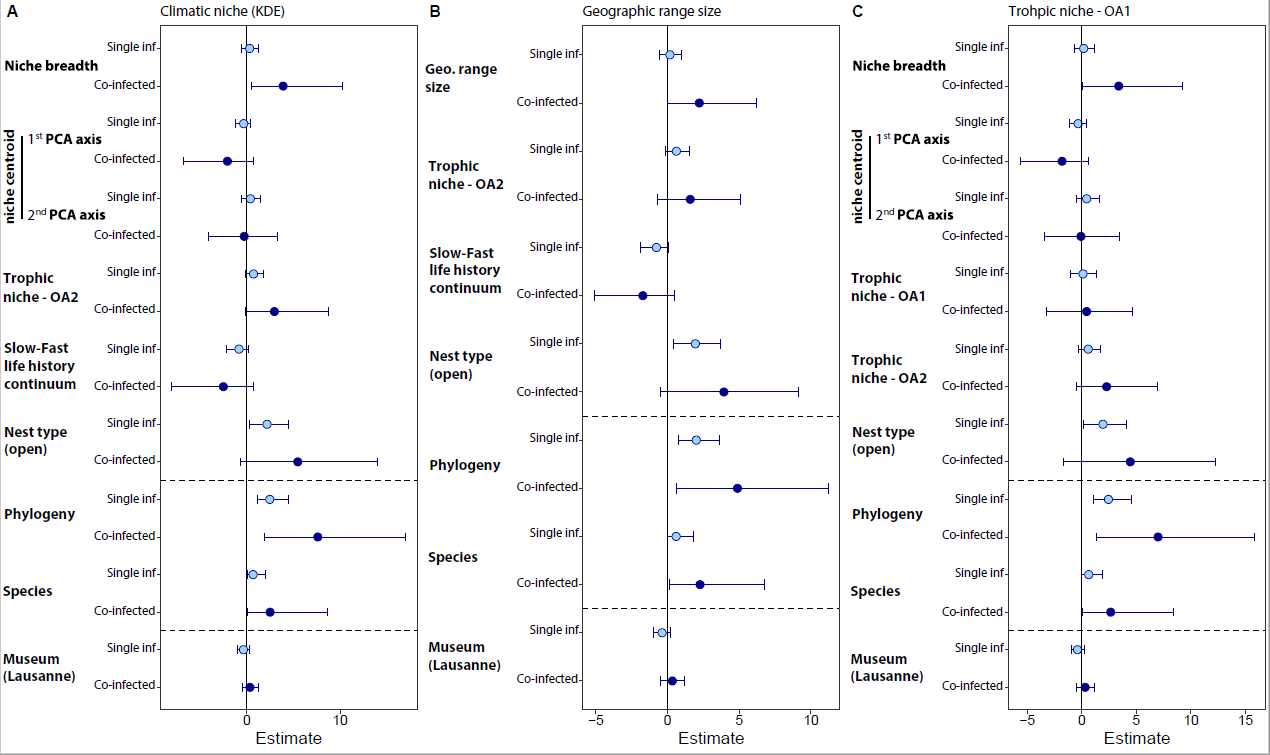 A
Climatic niche (KDE)
Niche breadth
Single inf
Co-infected
niche centroid
1st PCA axis
Single inf
Co-infected
2nd PCA axis
Single inf
Co-infected
Trophic
niche - OA2
Single inf
Co-infected
Slow-Fast
life history
continuum
Single inf
Co-infected
Nest type
(open)
Single inf
Co-infected
Phylogeny
Single inf
Co-infected
Species
Single inf
Co-infected
Museum
(Lausanne)
Single inf
Co-infected
0 10
Estimate
B
Geographic range size
Geo. range
size
Single inf
Co-infected
Trophic
niche - OA2
Single inf
Co-infected
Slow-Fast
life history
continuum
Single inf
Co-infected
Nest type
(open)
Single inf
Co-infected
Phylogeny
Single inf
Co-infected
Species
Single inf
Co-infected
Museum
(Lausanne)
Single inf
Co-infected
−5 0 5 10
Estimate
C
Trohpic niche - OA1
Niche breadth
Single inf
Co-infected
niche centroid
1st PCA axis
Single inf
Co-infected
2nd PCA axis
Single inf
Co-infected
Trophic
niche - OA1
Single inf
Co-infected
Trophic
niche - OA2
Single inf
Co-infected
Nest type
(open)
Single inf
Co-infected
Phylogeny
Single inf
Co-infected
Species
Single inf
Co-infected
Museum
(Lausanne)
Single inf
Co-infected
−5 0 5 10 15
Estimate